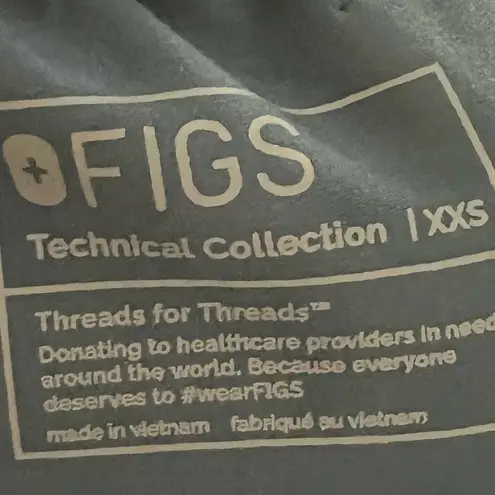 FIGS
Technical Collection | XXS
Threads for Threads™
Donating to healthcare providers in need
around the world. Because everyone
deserves to #wearFIGS
made in vietnam fabriqué au vietnam